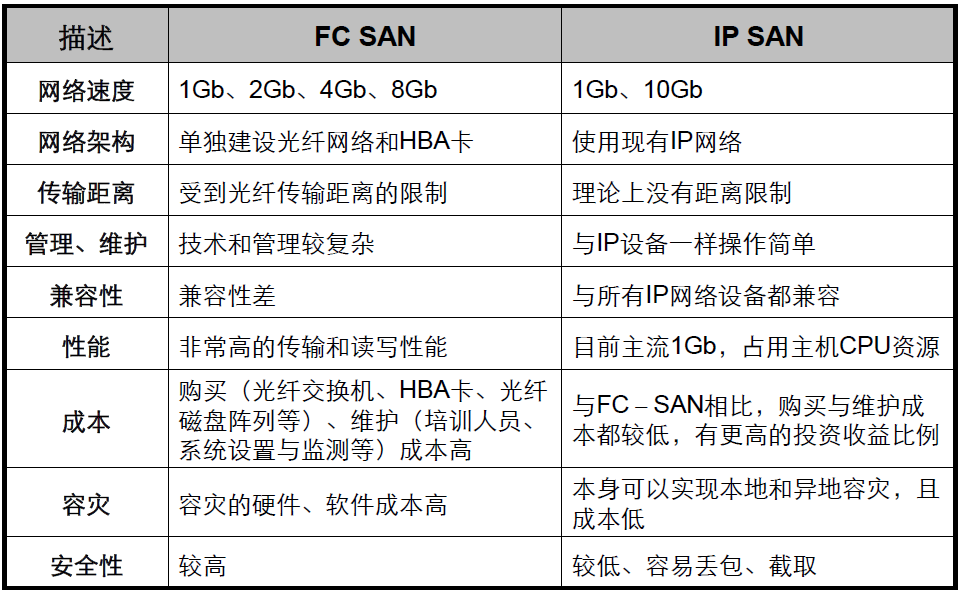 描述 FC SAN IP SAN
网络速度 1Gb、2Gb、4Gb、8Gb 1Gb、10Gb
网络架构 单独建设光纤网络和HBA卡 使用现有IP网络
传输距离 受到光纤传输距离的限制 理论上没有距离限制
管理、维护 技术和管理较复杂 与IP设备一样操作简单
兼容性 兼容性差 与所有IP网络设备都兼容
性能 非常高的传输和读写性能 目前主流1Gb，占用主机CPU资源
成本
购买（光纤交换机、HBA卡、光纤
磁盘阵列等）、维护（培训人员、
系统设置与监测等）成本高
与FC－SAN相比，购买与维护成
本都较低，有更高的投资收益比例
容灾 容灾的硬件、软件成本高
本身可以实现本地和异地容灾，且
成本低
安全性 较高 较低、容易丢包、截取